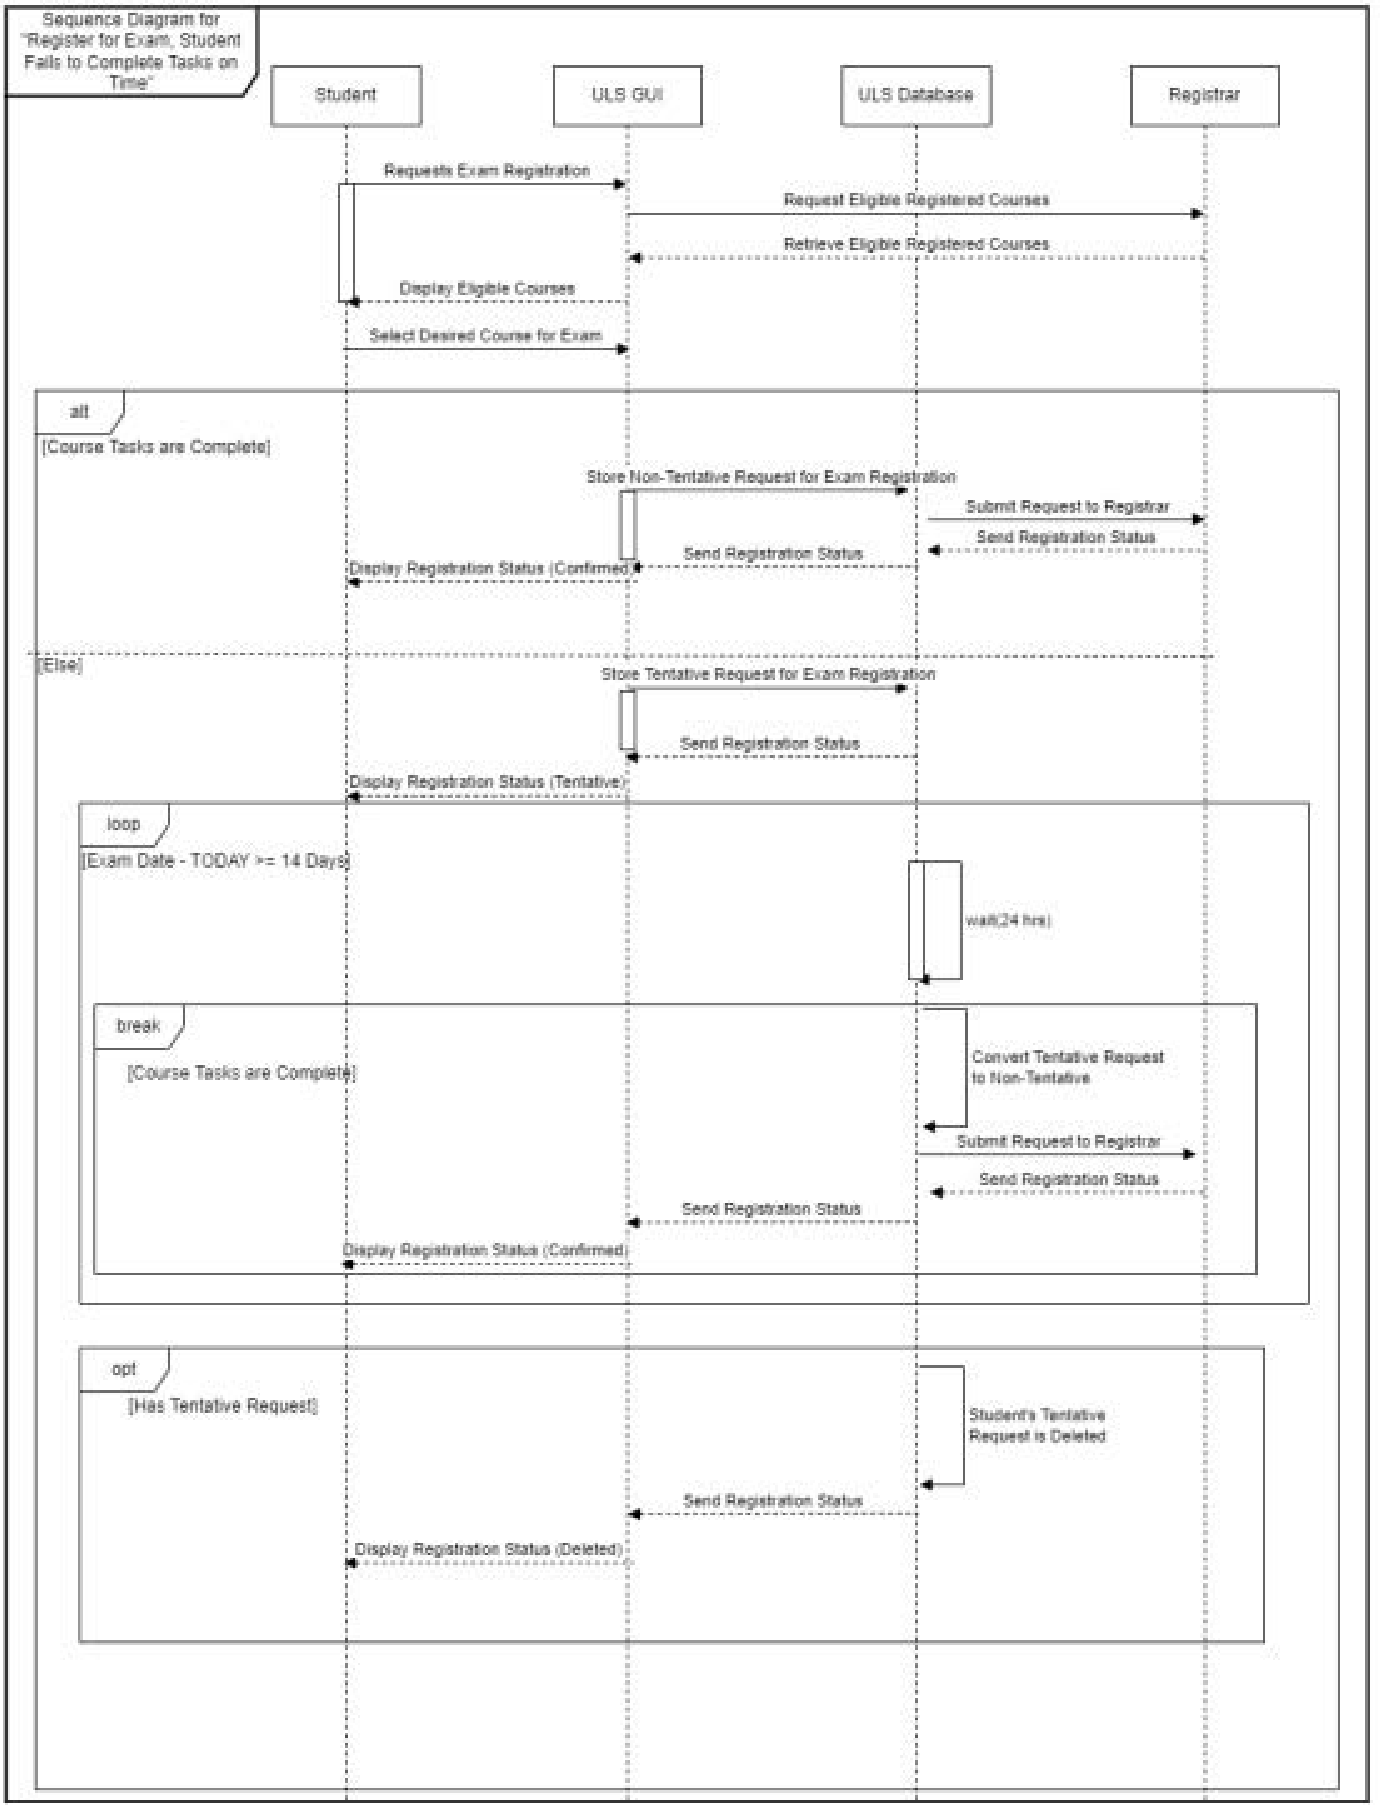 Sequence Diagram for
"Register for Exam, Student
Fails to Complete Tasks on
Time"
Student
ULS GUI
ULS Database
Registrar
Requests Exam Registration
Request Eligible Registered Courses
Retrieve Eligible Registered Courses
Display Eligible Courses
Select Desired Course for Exam
alt
[Course Tasks are Complete]
Store Non-Tentative Request for Exam Registration
Submit Request to Registrar
Send Registration Status
Send Registration Status
Display Registration Status (Confirmed)
[Else]
Store Tentative Request for Exam Registration
Send Registration Status
Display Registration Status (Tentative)
loop
[Exam Date - TODAY >= 14 Days]
wait(24 hrs)
break
[Course Tasks are Complete]
Convert Tentative Request
to Non-Tentative
Submit Request to Registrar
Send Registration Status
Send Registration Status
Display Registration Status (Confirmed)
opt
[Has Tentative Request]
Student's Tentative
Request is Deleted
Send Registration Status
Display Registration Status (Deleted)